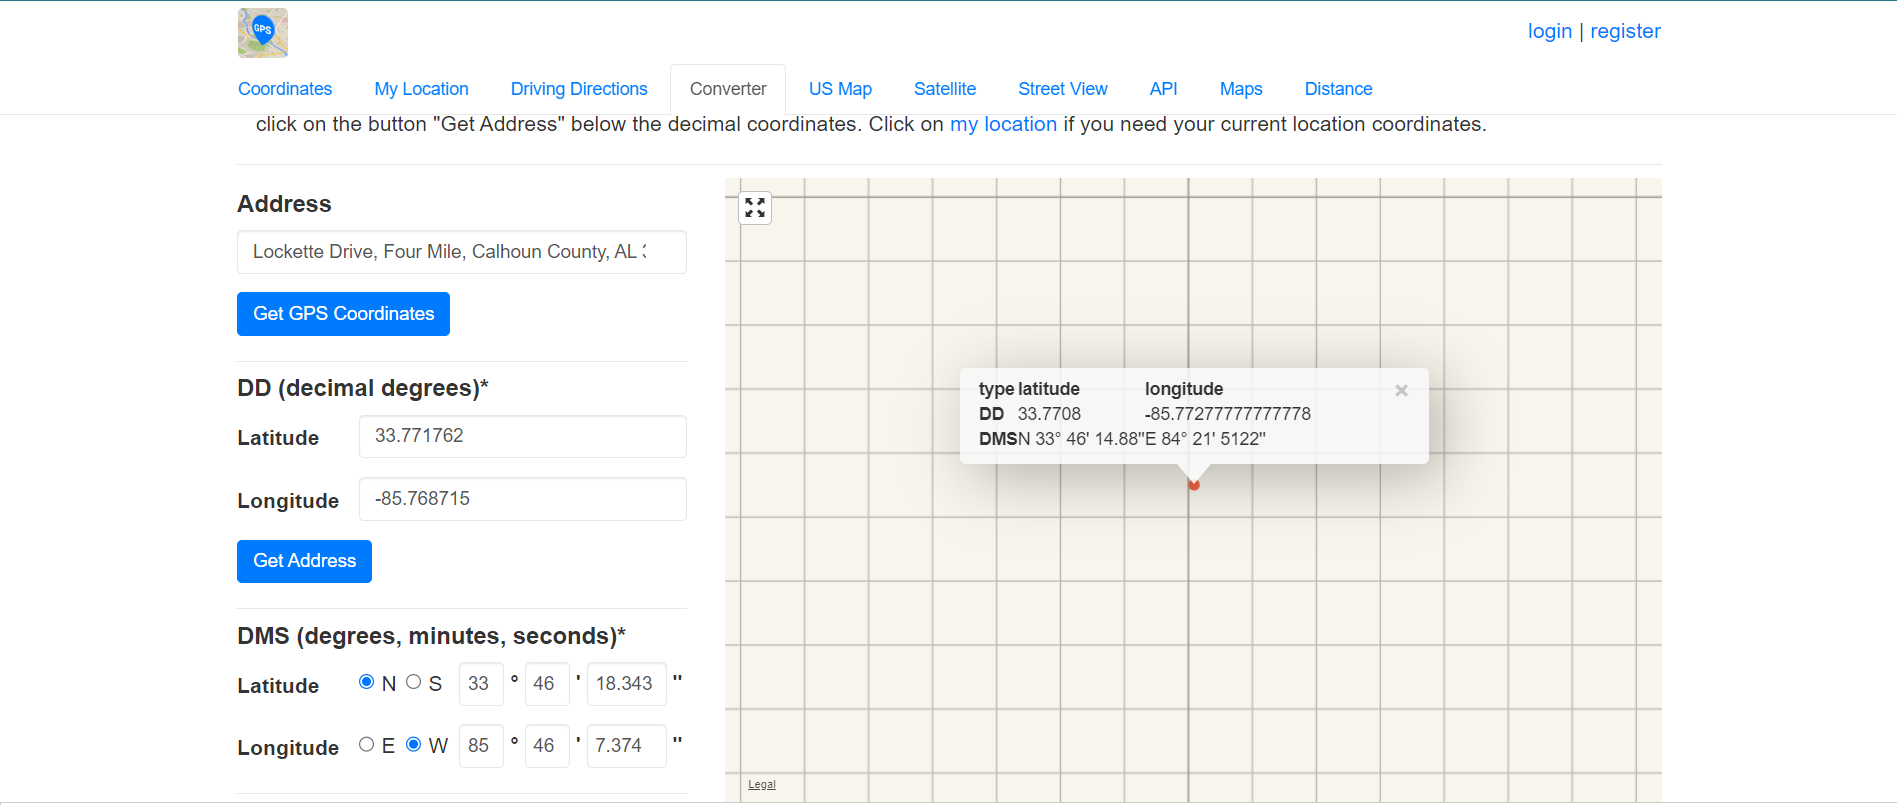 GPS
login | register
Coordinates My Location Driving Directions Converter US Map Satellite Street View API Maps Distance
click on the button "Get Address" below the decimal coordinates. Click on my location if you need your current location coordinates.
Address
Lockette Drive, Four Mile, Calhoun County, AL
Get GPS Coordinates
DD (decimal degrees)*
Latitude 33.771762
Longitude -85.768715
Get Address
DMS (degrees, minutes, seconds)*
Latitude N S 33 ° 46 ' 18.343 "
Longitude E W 85 ° 46 ' 7.374 "
type latitude longitude ×
DD 33.7708 -85.77277777777778
DMS N 33° 46' 14.88" E 84° 21' 5122"
Legal